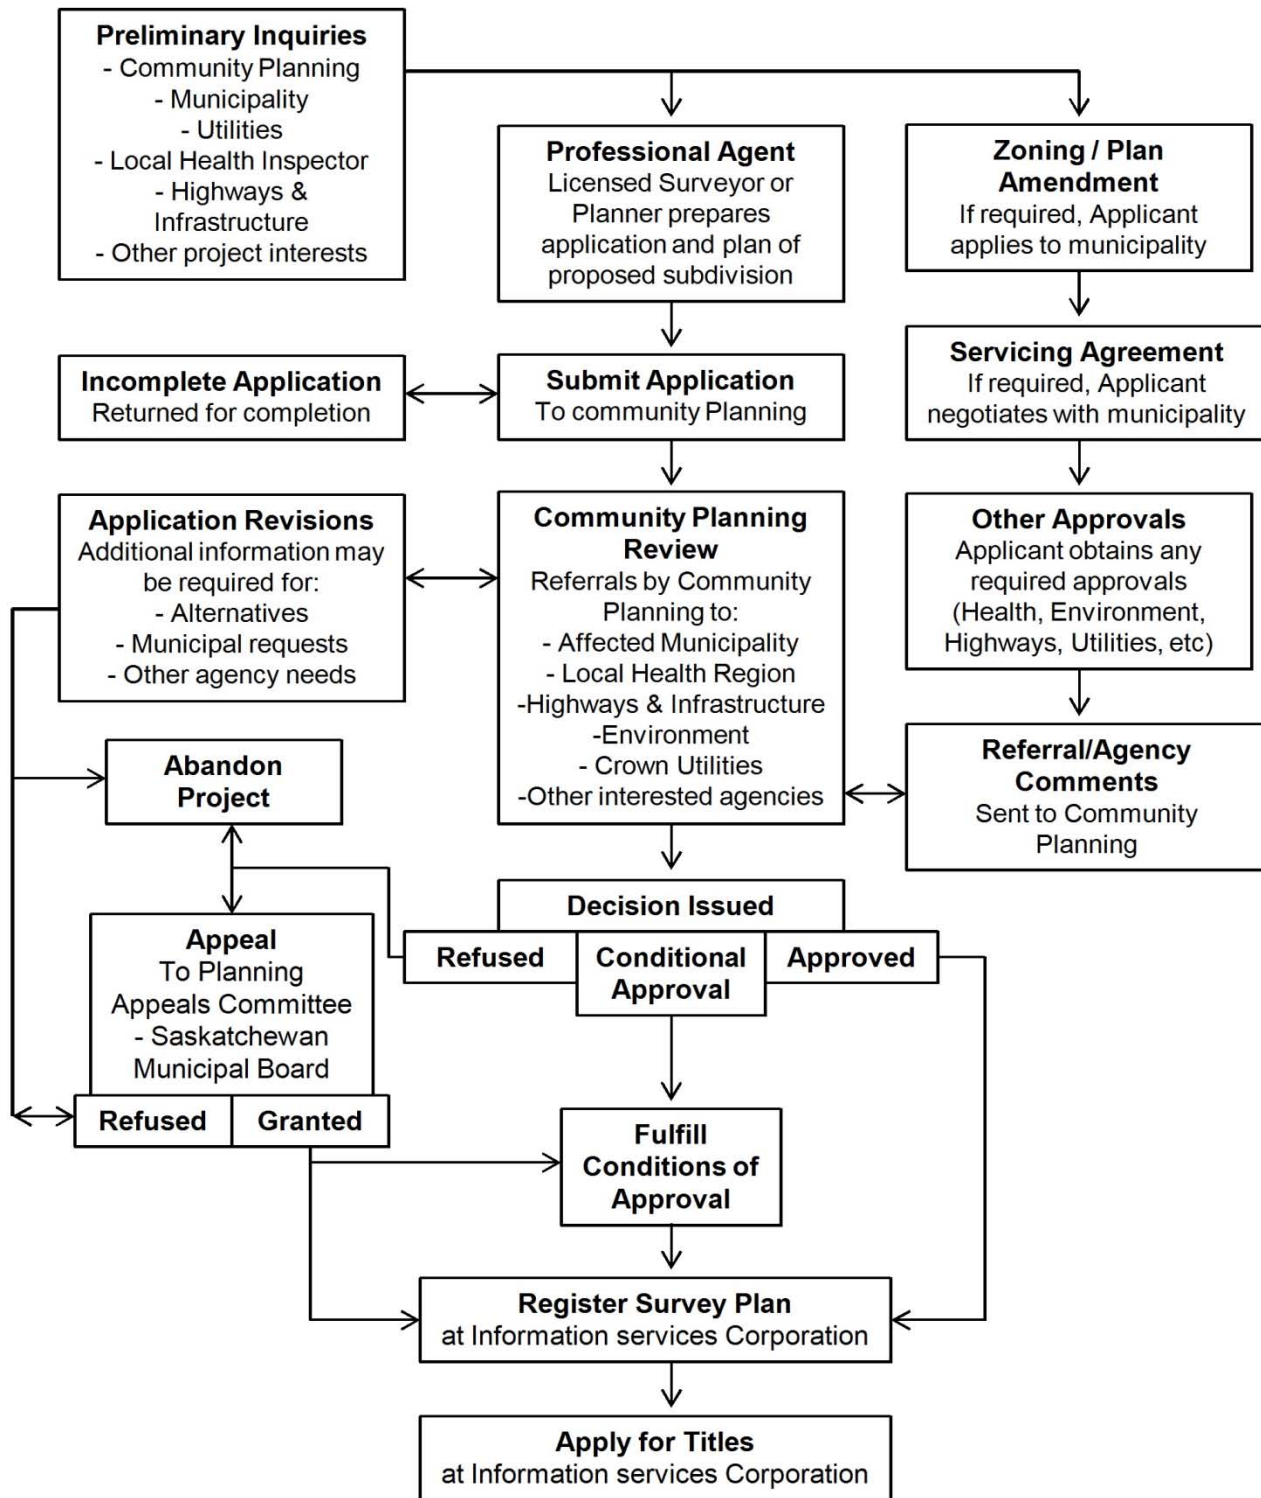 Preliminary Inquiries
- Community Planning
- Municipality
- Utilities
- Local Health Inspector
- Highways &
Infrastructure
- Other project interests
Professional Agent
Licensed Surveyor or
Planner prepares
application and plan of
proposed subdivision
Zoning / Plan
Amendment
If required, Applicant
applies to municipality
Incomplete Application
Returned for completion
Submit Application
To community Planning
Servicing Agreement
If required, Applicant
negotiates with municipality
Application Revisions
Additional information may
be required for:
- Alternatives
- Municipal requests
- Other agency needs
Community Planning
Review
Referrals by Community
Planning to:
- Affected Municipality
- Local Health Region
-Highways & Infrastructure
-Environment
- Crown Utilities
-Other interested agencies
Other Approvals
Applicant obtains any
required approvals
(Health, Environment,
Highways, Utilities, etc)
Referral/Agency
Comments
Sent to Community
Planning
Abandon
Project
Decision Issued
Refused
Conditional
Approval
Approved
Appeal
To Planning
Appeals Committee
- Saskatchewan
Municipal Board
Refused
Granted
Fulfill
Conditions of
Approval
Register Survey Plan
at Information services Corporation
Apply for Titles
at Information services Corporation